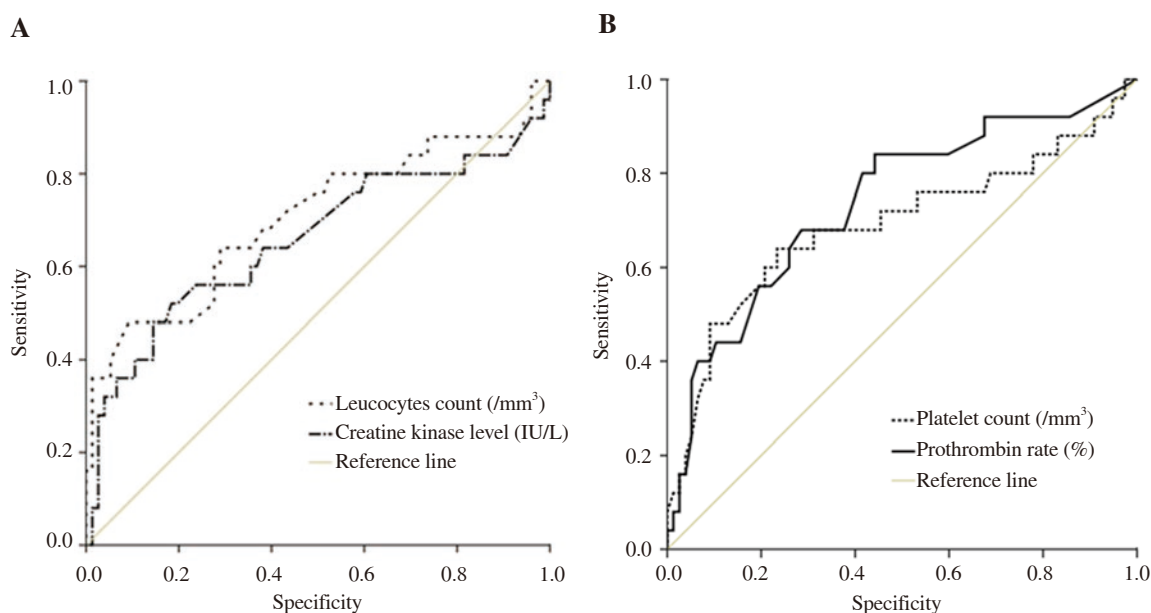 A
1.0
0.8
0.6
0.4
0.2
0.0
Sensitivity
0.0 0.2 0.4 0.6 0.8 1.0
Specificity
Leucocytes count (/mm³)
Creatine kinase level (IU/L)
Reference line
B
1.0
0.8
0.6
0.4
0.2
0.0
Sensitivity
0.0 0.2 0.4 0.6 0.8 1.0
Specificity
Platelet count (/mm³)
Prothrombin rate (%)
Reference line